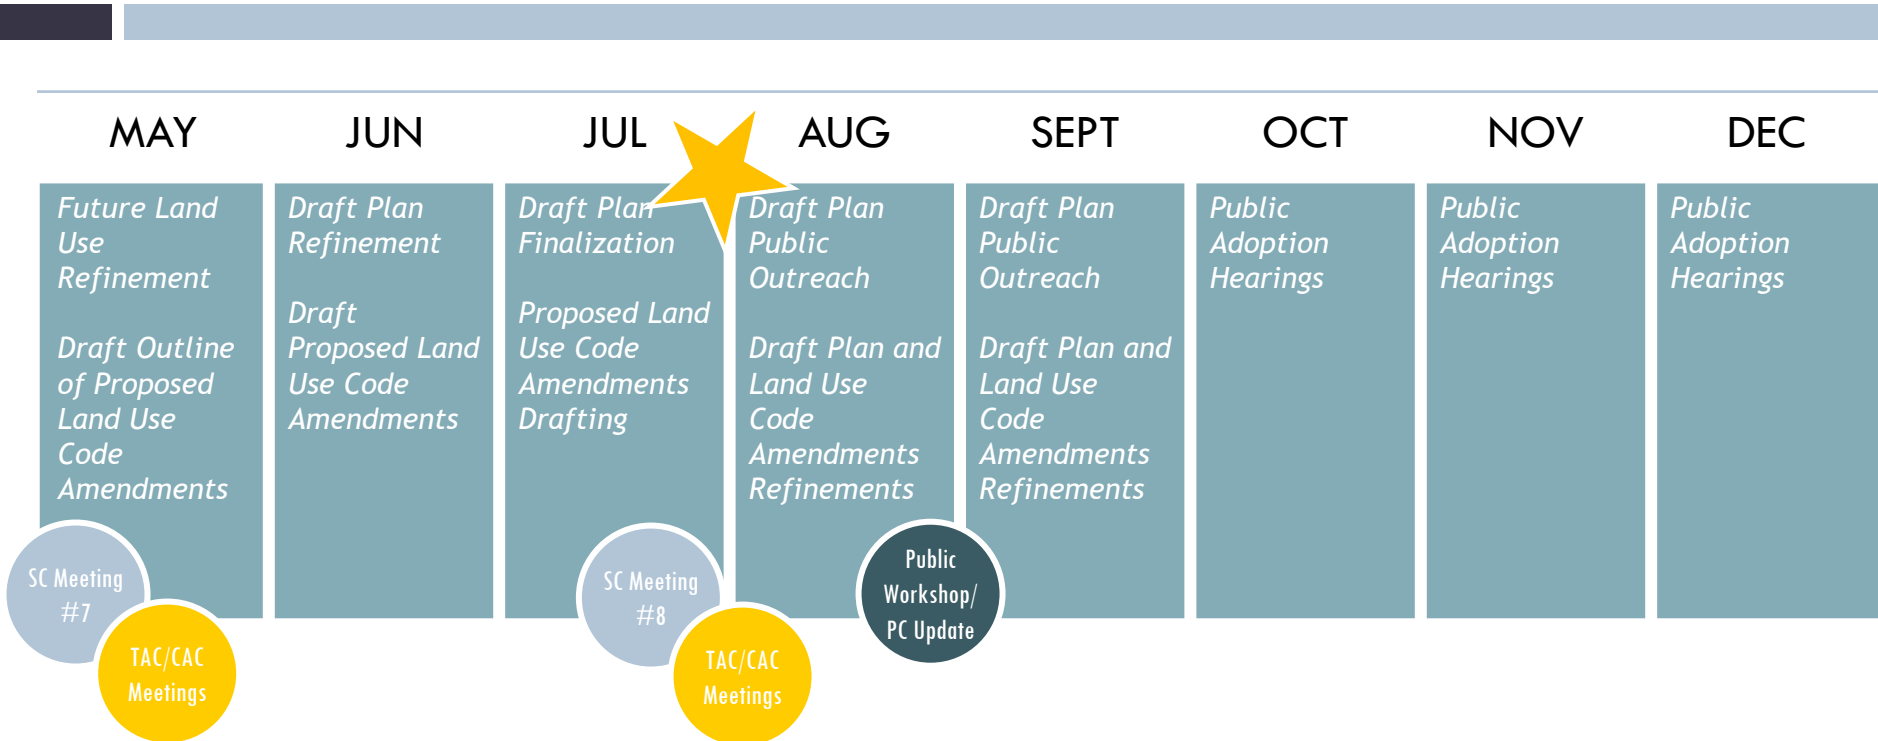 MAY
JUN
JUL
AUG
SEPT
OCT
NOV
DEC
Future Land
Use
Refinement
Draft Outline
of Proposed
Land Use
Code
Amendments
Draft Plan
Refinement
Draft
Proposed Land
Use Code
Amendments
Draft Plan
Finalization
Proposed Land
Use Code
Amendments
Drafting
Draft Plan
Public
Outreach
Draft Plan and
Land Use
Code
Amendments
Refinements
Draft Plan
Public
Outreach
Draft Plan and
Land Use
Code
Amendments
Refinements
Public
Adoption
Hearings
Public
Adoption
Hearings
Public
Adoption
Hearings
SC Meeting
#7
TAC/CAC
Meetings
SC Meeting
#8
TAC/CAC
Meetings
Public
Workshop/
PC Update